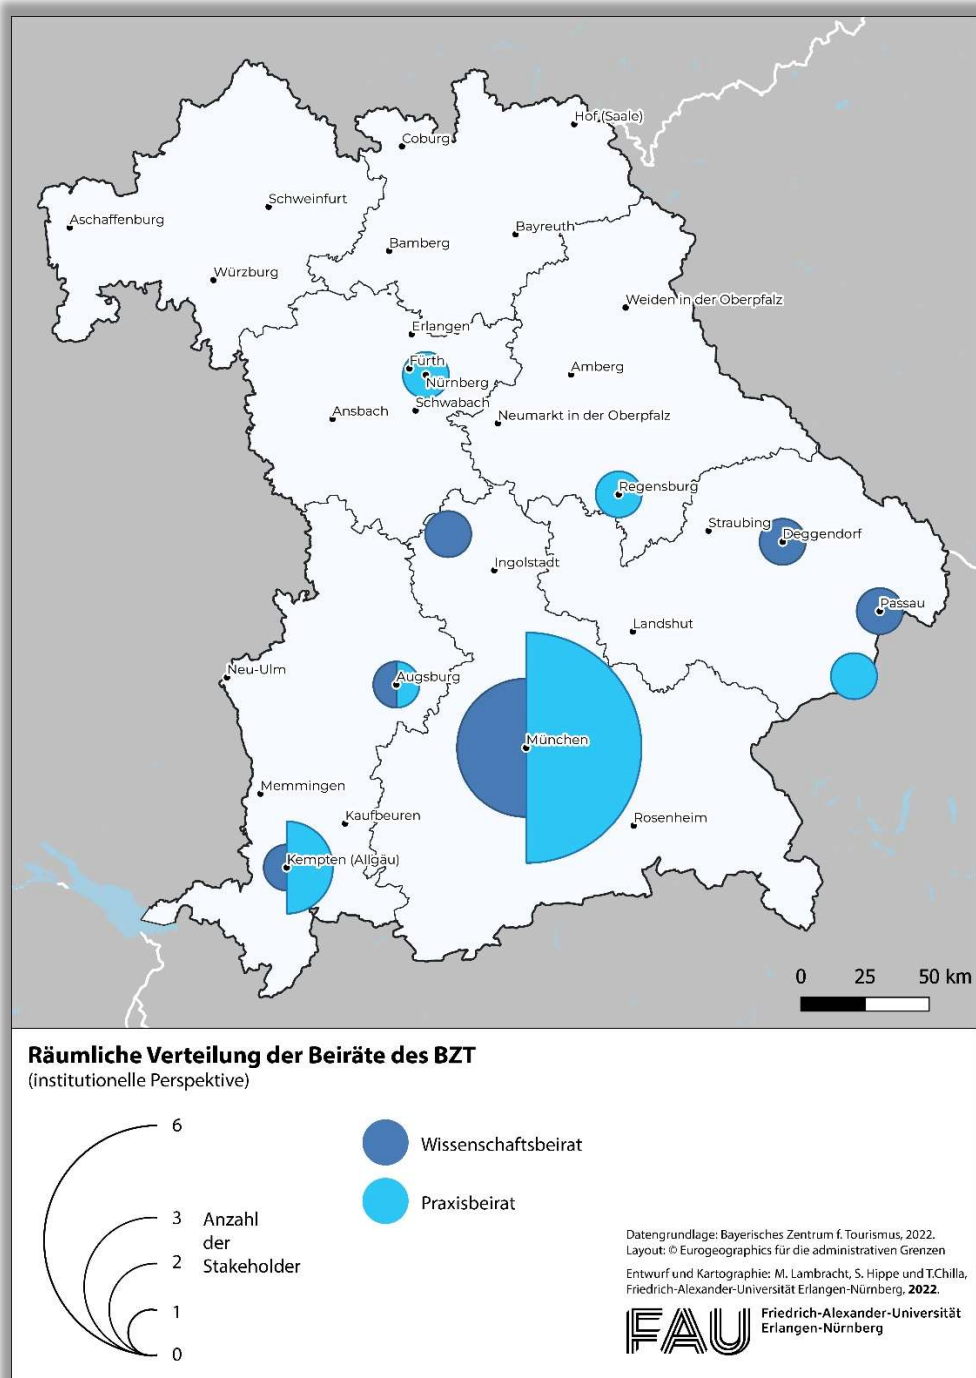 Hof (Saale)
Coburg
Schweinfurt
Aschaffenburg
Bayreuth
Bamberg
Würzburg
Weiden in der Oberpfalz
Erlangen
Fürth
Amberg
Nürnberg
Schwabach
Ansbach
Neumarkt in der Oberpfalz
Regensburg
Straubing
Deggendorf
Ingolstadt
Passau
Landshut
Neu-Ulm
Augsburg
München
Memmingen
Kaufbeuren
Rosenheim
Kempten (Allgäu)
0 25 50 km
Räumliche Verteilung der Beiräte des BZT
(institutionelle Perspektive)
6
3
2
1
0
Anzahl
der
Stakeholder
Wissenschaftsbeirat
Praxisbeirat
Datengrundlage: Bayerisches Zentrum f. Tourismus, 2022.
Layout: © Eurogeographics für die administrativen Grenzen
Entwurf und Kartographie: M. Lambracht, S. Hippe und T.Chilla,
Friedrich-Alexander-Universität Erlangen-Nürnberg, 2022.
FAU
Friedrich-Alexander-Universität
Erlangen-Nürnberg